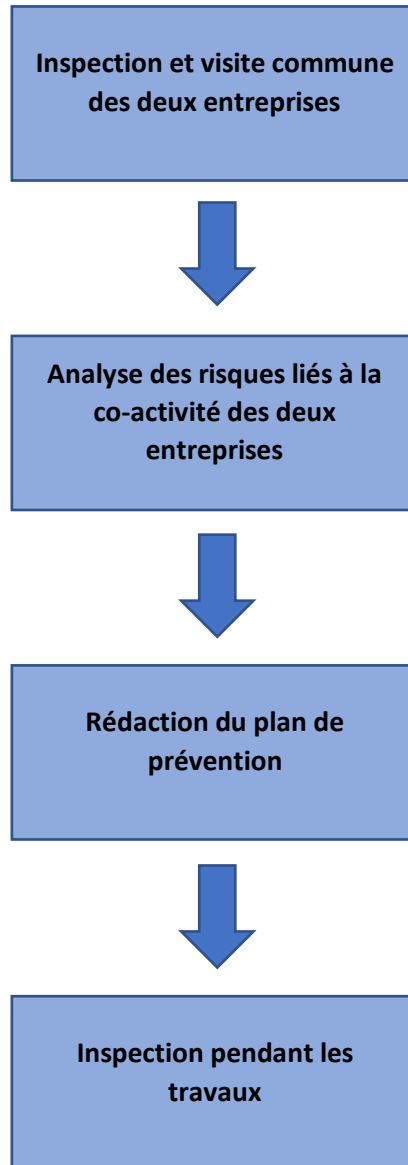 Inspection et visite commune
des deux entreprises
Analyse des risques liés à la
co-activité des deux
entreprises
Rédaction du plan de
prévention
Inspection pendant les
travaux